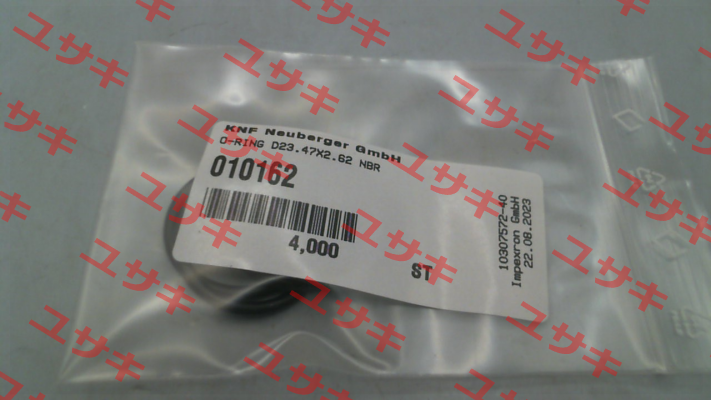 KNF Neuberger GmbH
O-RING D23.47X2.62 NBR
010162
4,000
ST
10307572-40
Impexron GmbH
22.08.2023
ユサキ